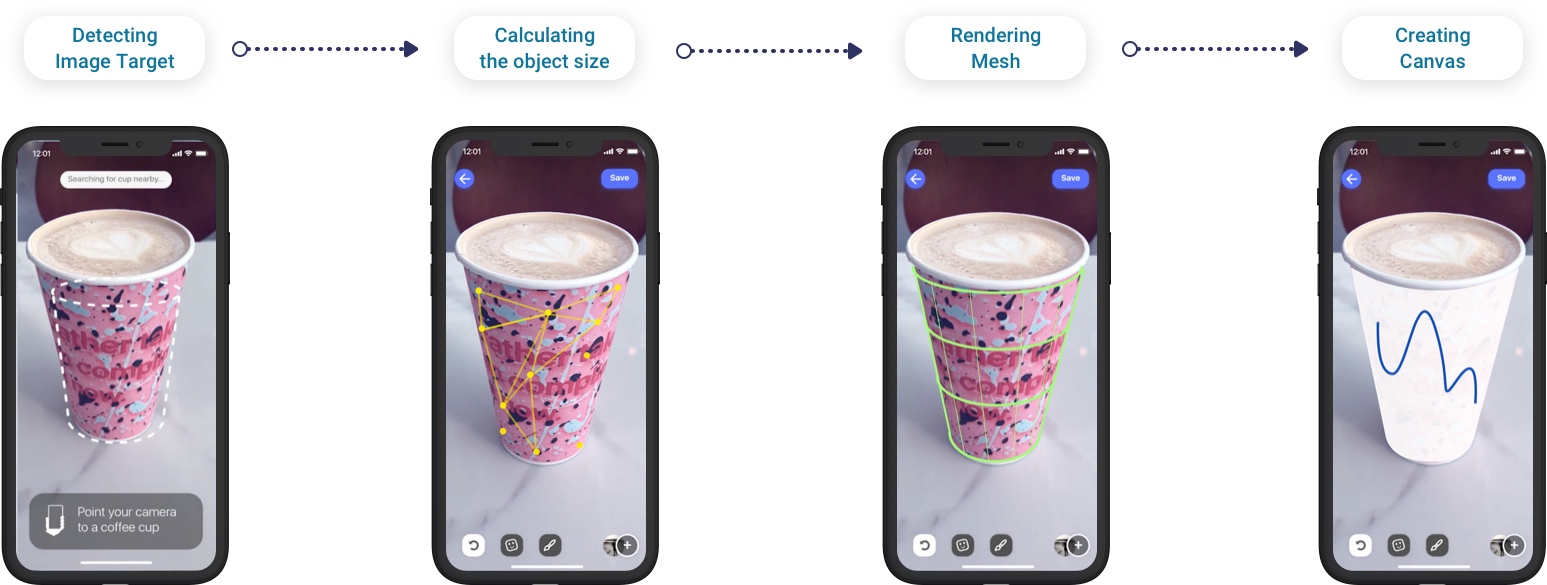 Detecting
Image Target
Calculating
the object size
Rendering
Mesh
Creating
Canvas
12:01
Searching for cup nearby...
Point your camera
to a coffee cup
12:01
Save
12:01
Save
12:01
Save